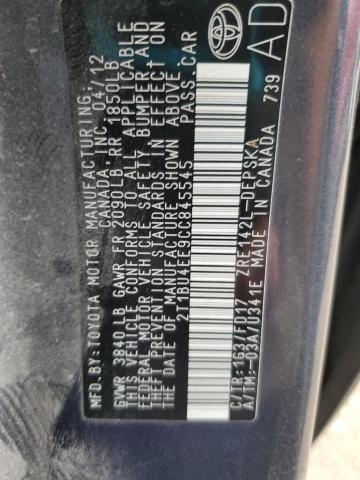 MFD. BY: TOYOTA MOTOR MANUFACTURING
CANADA, INC. 04/12
GVWR 3840LB GAWR FR 2090LB RR 1850LB
THIS VEHICLE CONFORMS TO ALL APPLICABLE
FEDERAL MOTOR VEHICLE SAFETY, BUMPER, AND
THEFT PREVENTION STANDARDS IN EFFECT ON
THE DATE OF MANUFACTURE SHOWN ABOVE.
2T1BU4EE9CC845545 PASS.CAR
C/TR: 1G3/FB17 ZRE142L-DEPSKA
A/TM: -03A/U341E MADE IN CANADA 739
TOYOTA
AD